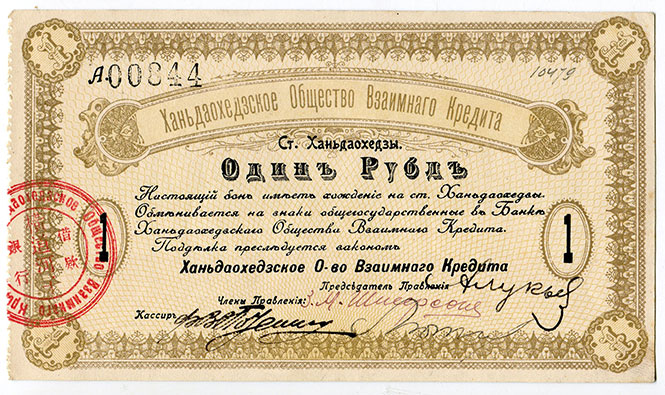 А 00844
10479
Ханьдаохедзское Общество Взаимнаго Кредита
Ст. Ханьдаохедзы.
Одинъ Рубль
Настоящій бонъ имѣетъ хожденіе на ст. Ханьдаохедзы.
Обмѣнивается на знаки общегосударственные въ Банкѣ
Ханьдаохедзскаго Общества Взаимнаго Кредита.
Поддѣлка преслѣдуется закономъ
1
1
Ханьдаохедзское О-во Взаимнаго Кредита
Предсѣдатель Правленія
Члены Правленія:
Кассиръ
Общество Взаимнаго